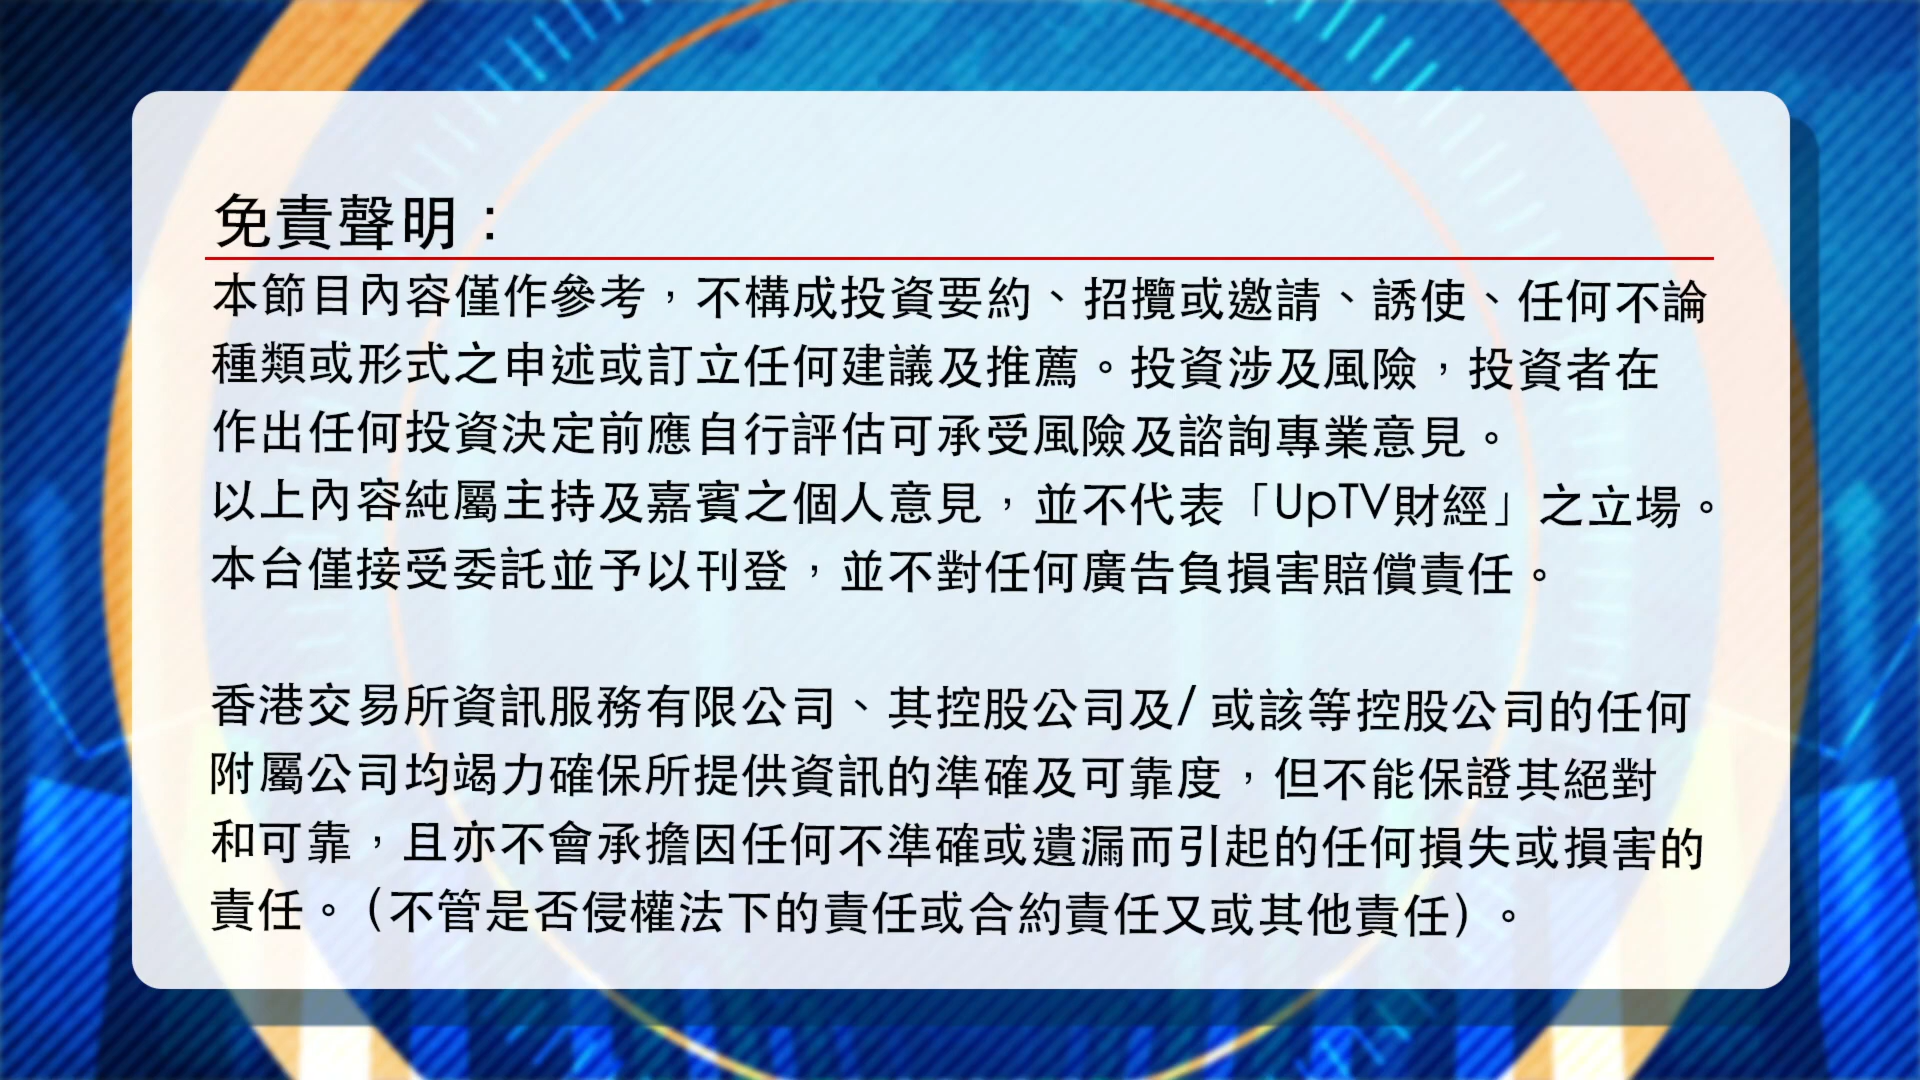 免責聲明：
本節目內容僅作參考，不構成投資要約、招攬或邀請、誘使、任何不論
種類或形式之申述或訂立任何建議及推薦。投資涉及風險，投資者在
作出任何投資決定前應自行評估可承受風險及諮詢專業意見。
以上內容純屬主持及嘉賓之個人意見，並不代表「UpTV財經」之立場。
本台僅接受委託並予以刊登，並不對任何廣告負損害賠償責任。
香港交易所資訊服務有限公司、其控股公司及/ 或該等控股公司的任何
附屬公司均竭力確保所提供資訊的準確及可靠度，但不能保證其絕對
和可靠，且亦不會承擔因任何不準確或遺漏而引起的任何損失或損害的
責任。（不管是否侵權法下的責任或合約責任又或其他責任）。